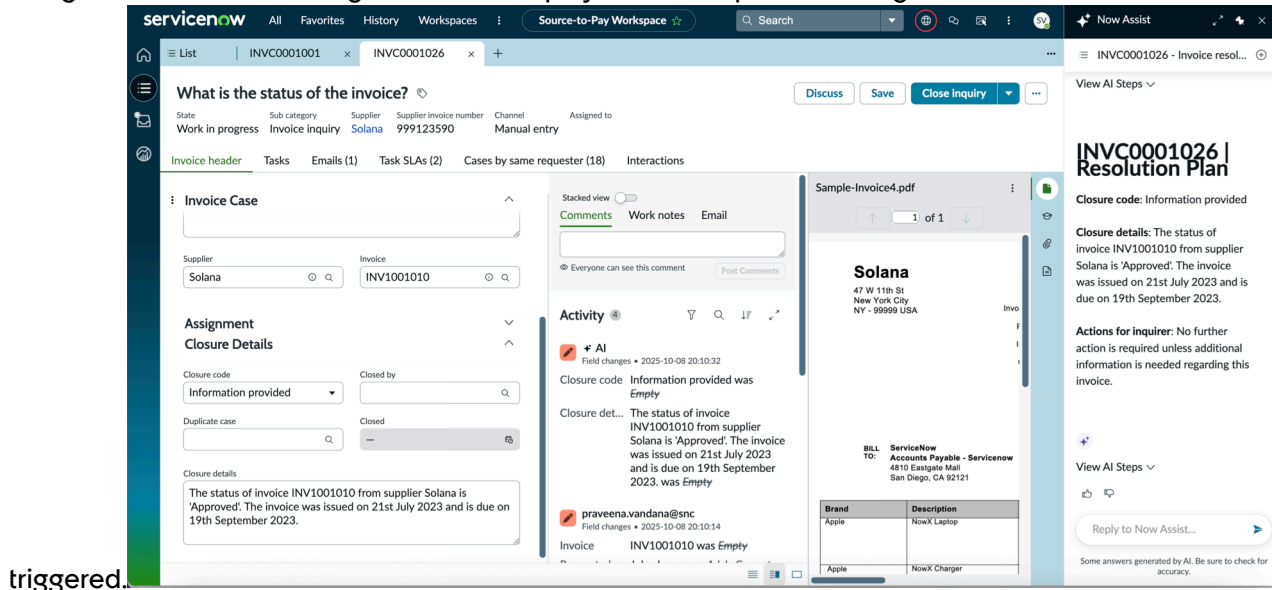 servicenow All Favorites History Workspaces Source-to-Pay Workspace Search SV Now Assist
List INVC0001001 INVC0001026
INVC0001026 - Invoice resol...
What is the status of the invoice?
Discuss Save Close inquiry
State Sub category Supplier Supplier invoice number Channel Assigned to
Work in progress Invoice inquiry Solana 999123590 Manual entry
Invoice header Tasks Emails (1) Task SLAs (2) Cases by same requester (18) Interactions
Invoice Case
Supplier Invoice
Solana INV1001010
Assignment
Closure Details
Closure code Closed by
Information provided
Duplicate case Closed
—
Closure details
The status of invoice INV1001010 from supplier Solana is
'Approved'. The invoice was issued on 21st July 2023 and is due on
19th September 2023.
Stacked view
Comments Work notes Email
Everyone can see this comment Post Comments
Activity 4
AI
Field changes • 2025-10-08 20:10:32
Closure code Information provided was
Empty
Closure det... The status of invoice
INV1001010 from supplier
Solana is 'Approved'. The invoice
was issued on 21st July 2023
and is due on 19th September
2023. was Empty
praveena.vandana@snc
Field changes • 2025-10-08 20:10:14
Invoice INV1001010 was Empty
Sample-Invoice4.pdf
1 of 1
Solana
47 W 11th St
New York City
NY - 99999 USA
Invo
BILL TO: ServiceNow
Accounts Payable - Servicenow
4810 Eastgate Mall
San Diego, CA 92121
Brand Description
Apple NowX Laptop
Apple NowX Charger
View AI Steps
INVC0001026 |
Resolution Plan
Closure code: Information provided
Closure details: The status of
invoice INV1001010 from supplier
Solana is 'Approved'. The invoice
was issued on 21st July 2023 and is
due on 19th September 2023.
Actions for inquirer: No further
action is required unless additional
information is needed regarding this
invoice.
View AI Steps
Reply to Now Assist...
Some answers generated by AI. Be sure to check for
accuracy.
triggered.